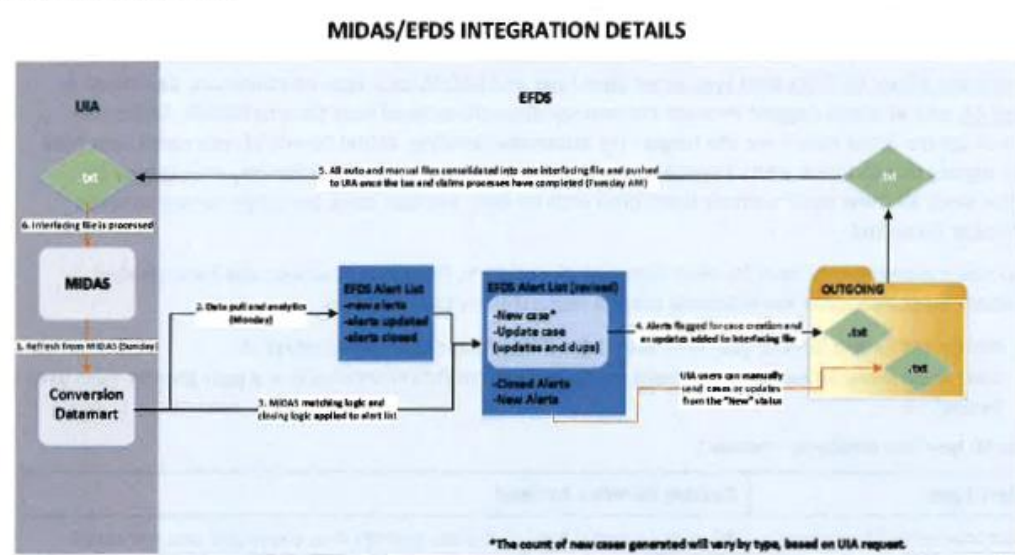 MIDAS/EFDS INTEGRATION DETAILS
UIA
EFDS
.txt
5. All auto and manual files consolidated into one interfacing file and pushed
to UIA once the tax and claims processes have completed (Tuesday AM)
.txt
6. Interfacing file is processed
MIDAS
1. Refresh from MIDAS (Sunday)
Conversion
Datamart
2. Data pull and analytics
(Monday)
3. MIDAS matching logic and
closing logic applied to alert list
EFDS Alert List
-new alerts
-alerts updated
-alerts closed
EFDS Alert List (revised)
-New case*
-Update case
(updates and dups)
-Closed Alerts
-New Alerts
4. Alerts flagged for case creation and
as updates added to interfacing file
UIA users can manually
send cases or updates
from the "New" status
OUTGOING
.txt
.txt
*The count of new cases generated will vary by type, based on UIA request.